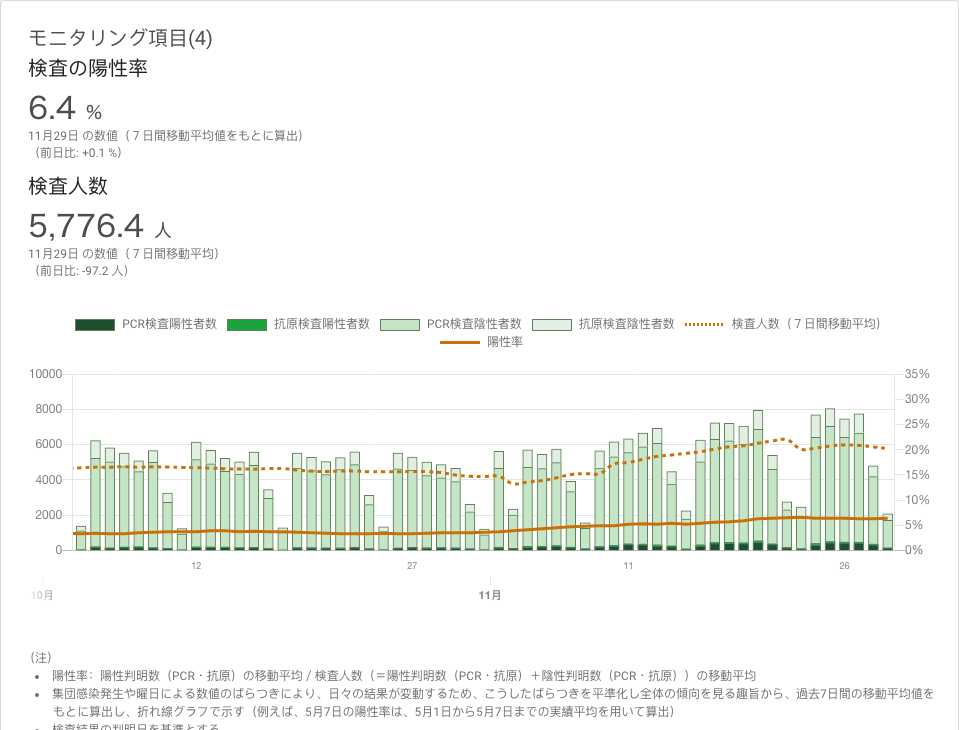 モニタリング項目(4)
検査の陽性率
6.4 %
11月29日 の数値（７日間移動平均値をもとに算出）
（前日比: +0.1 %）
検査人数
5,776.4 人
11月29日 の数値（７日間移動平均）
（前日比: -97.2 人）
PCR検査陽性者数 抗原検査陽性者数 PCR検査陰性者数 抗原検査陰性者数 検査人数（７日間移動平均）
陽性率
10000 35%
30%
8000
25%
6000
20%
4000
15%
10%
2000
5%
0 0%
12 27 11 26
10月 11月
（注）
• 陽性率：陽性判明数（PCR・抗原）の移動平均 / 検査人数（＝陽性判明数（PCR・抗原）＋陰性判明数（PCR・抗原））の移動平均
• 集団感染発生や曜日による数値のばらつきにより、日々の結果が変動するため、こうしたばらつきを平準化し全体の傾向を見る趣旨から、過去7日間の移動平均値を
もとに算出し、折れ線グラフで示す（例えば、5月7日の陽性率は、5月1日から5月7日までの実績平均を用いて算出）
• 検査結果の判明日を基準とする